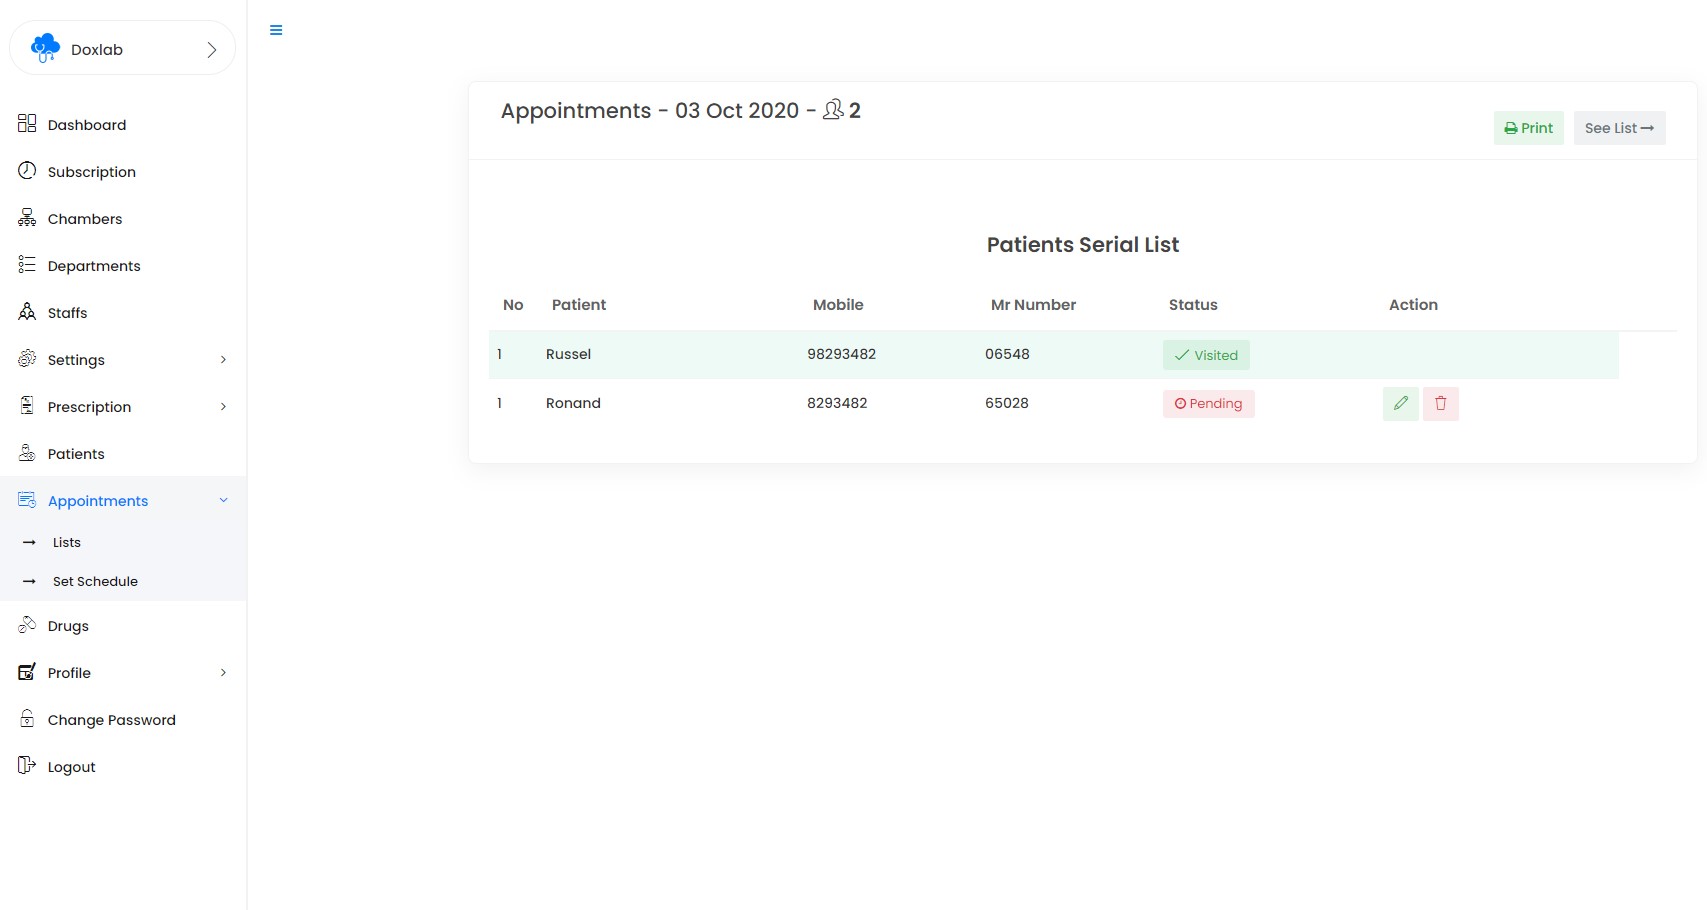 Doxlab
Dashboard
Subscription
Chambers
Departments
Staffs
Settings
Prescription
Patients
Appointments
Lists
Set Schedule
Drugs
Profile
Change Password
Logout
Appointments - 03 Oct 2020 - 2
Print See List
Patients Serial List
No Patient Mobile Mr Number Status Action
1 Russel 98293482 06548 Visited
1 Ronand 8293482 65028 Pending